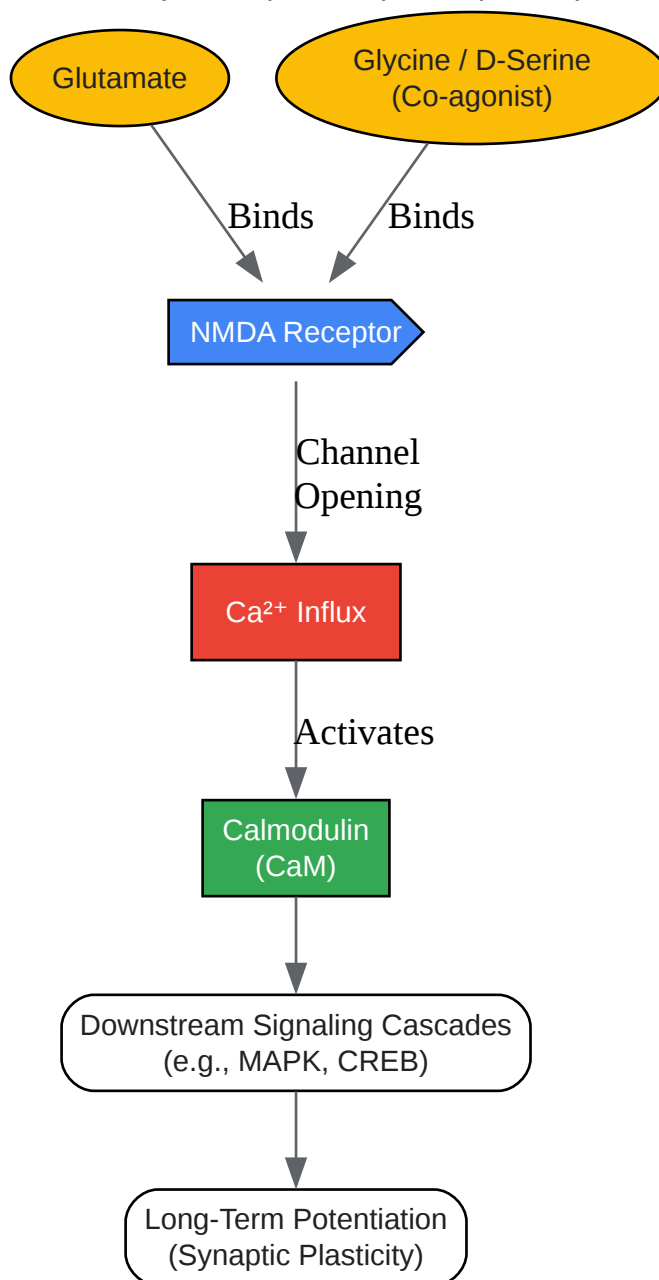 Glutamate
Glycine / D-Serine
(Co-agonist)
Binds
Binds
NMDA Receptor
Channel
Opening
Ca²⁺ Influx
Activates
Calmodulin
(CaM)
Downstream Signaling Cascades
(e.g., MAPK, CREB)
Long-Term Potentiation
(Synaptic Plasticity)